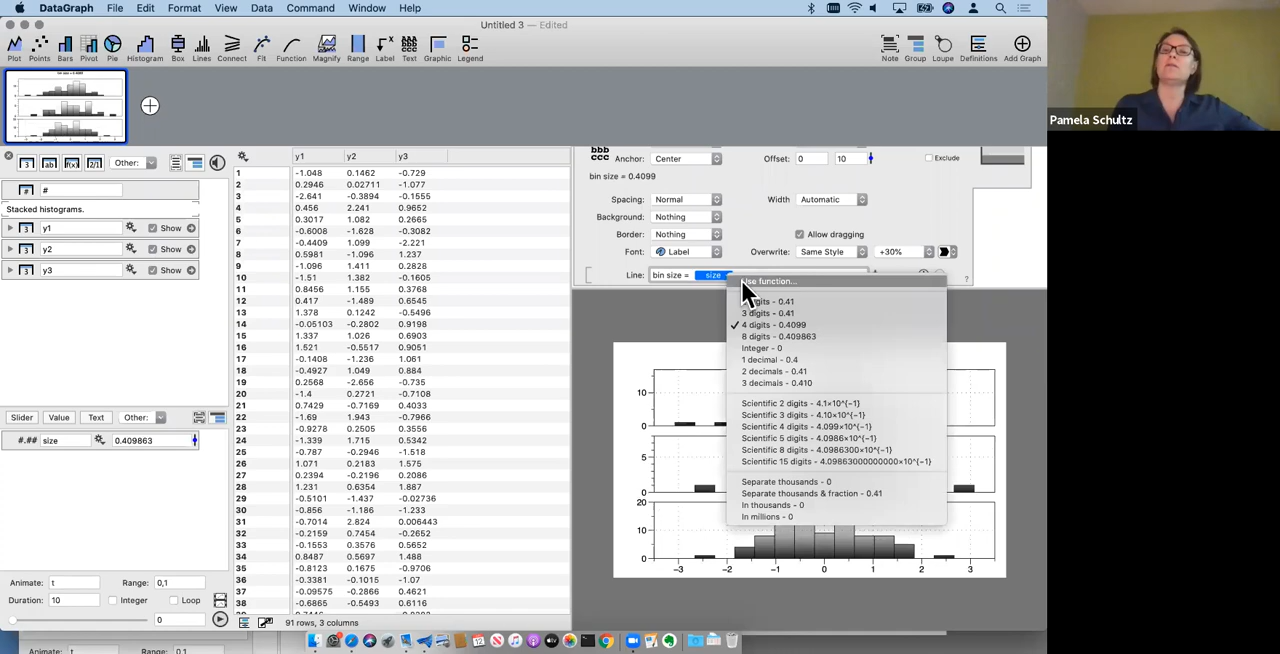 DataGraph File Edit Format View Data Command Window Help
Untitled 3 — Edited
Plot Points Bars Pivot Pie Histogram Box Lines Connect Fit Function Magnify Range Label Text Graphic Legend Note Group Loupe Definitions Add Graph
Pamela Schultz
bin size = 0.4099
Other:
# #
Stacked histograms.
y1 Show
y2 Show
y3 Show
y1 y2 y3
1 -1.048 0.1462 -0.729
2 0.2946 0.02711 -1.077
3 -2.641 -0.3894 -0.1555
4 0.456 2.241 0.9652
5 0.3017 1.082 0.2665
6 -0.6008 -1.628 -0.3082
7 -0.4409 1.099 -2.221
8 0.5981 -1.096 1.237
9 -1.096 1.411 0.2828
10 -1.51 1.382 -0.1605
11 0.8456 1.155 0.3768
12 0.417 -1.489 0.6545
13 1.378 0.1242 -0.5496
14 -0.05103 -0.2802 0.9198
15 1.337 1.026 0.6903
16 1.521 -0.5517 0.9051
17 -0.1408 -1.236 1.061
18 -0.4927 1.049 0.884
19 0.2568 -2.656 -0.735
20 -1.4 0.2721 -0.7108
21 0.7429 -0.7169 0.4033
22 -1.69 1.943 -0.7966
23 -0.9278 0.2505 0.3556
24 -1.339 1.715 0.5342
25 -0.787 -0.2946 -1.518
26 1.071 0.2183 1.575
27 0.2394 -0.2196 0.2086
28 1.231 0.6354 1.887
29 -0.5101 -1.437 -0.02736
30 -0.856 -1.186 -1.233
31 -0.7014 2.824 0.006443
32 -0.2159 0.7454 -0.2652
33 -0.1553 0.3576 0.5652
34 0.8487 0.5697 1.488
35 -0.8123 0.1675 -0.9706
36 -0.3381 -0.1015 -1.07
37 -0.09575 -0.2866 0.4621
38 -0.6865 -0.5493 0.6116
91 rows, 3 columns
Slider Value Text Other:
#.## size 0.409863
Animate: t Range: 0,1
Duration: 10 Integer Loop
0
bbb
ccc
Anchor: Center Offset: 0 10 Exclude
bin size = 0.4099
Spacing: Normal Width Automatic
Background: Nothing
Border: Nothing Allow dragging
Font: Label Overwrite: Same Style +30%
Line: bin size = size
?
Use function...
digits - 0.41
3 digits - 0.41
4 digits - 0.4099
8 digits - 0.409863
Integer - 0
1 decimal - 0.4
2 decimals - 0.41
3 decimals - 0.410
Scientific 2 digits - 4.1×10^{−1}
Scientific 3 digits - 4.10×10^{−1}
Scientific 4 digits - 4.099×10^{−1}
Scientific 5 digits - 4.0986×10^{−1}
Scientific 8 digits - 4.0986300×10^{−1}
Scientific 15 digits - 4.09863000000000×10^{−1}
Separate thousands - 0
Separate thousands & fraction - 0.41
In thousands - 0
In millions - 0
10
0
5
0
20
10
0
−3 −2 −1 0 1 2 3
Animate: t Range: 0,1